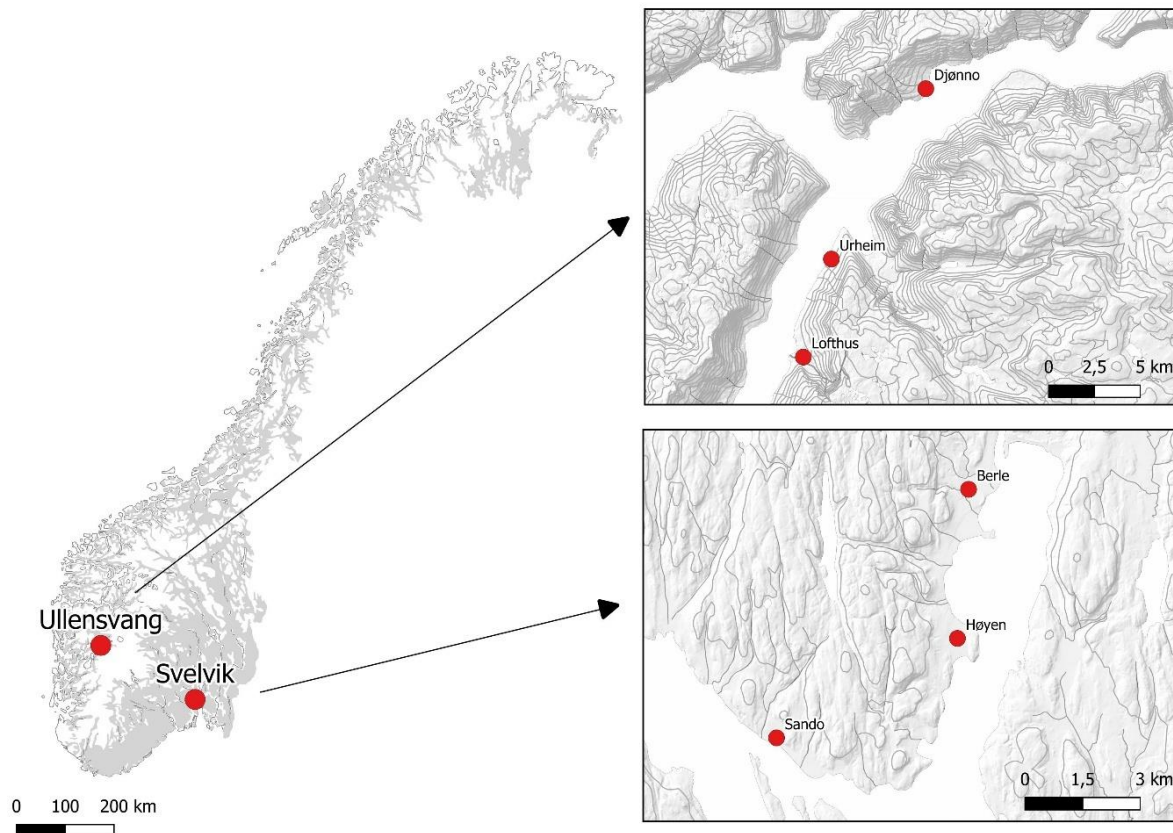 Ullensvang
Svelvik
0 100 200 km
Djønno
Urheim
Lofthus
0 2,5 5 km
Berle
Høyen
Sando
0 1,5 3 km